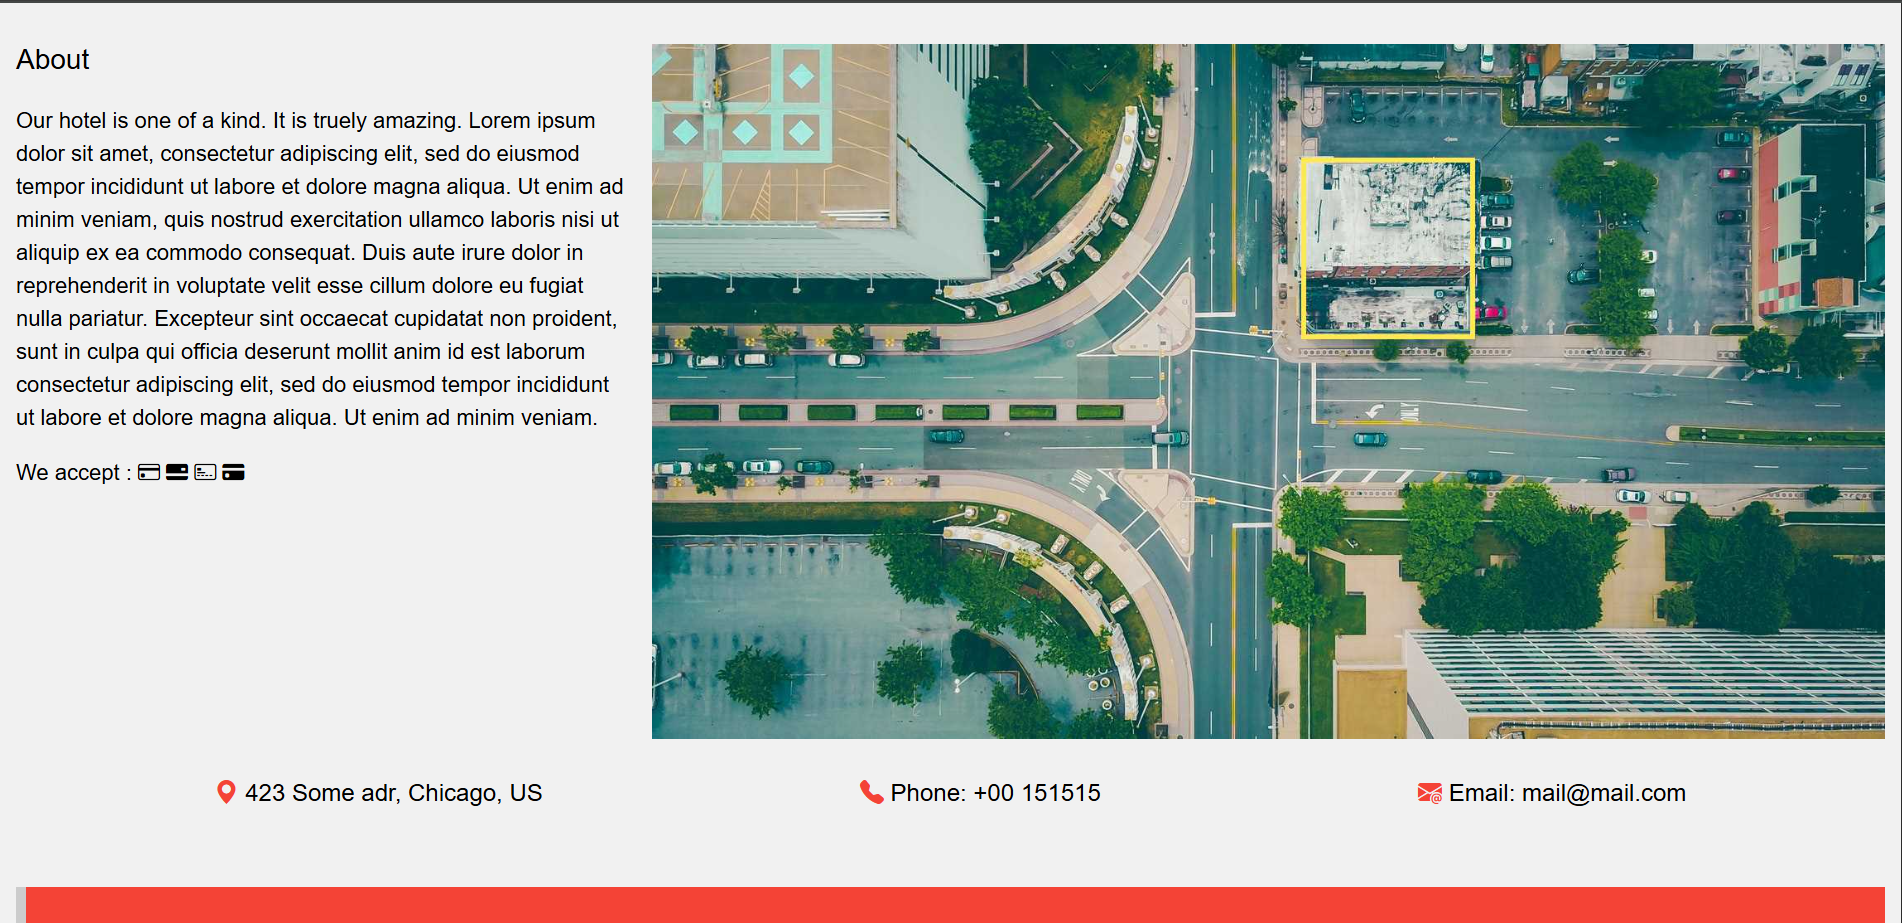 About
Our hotel is one of a kind. It is truely amazing. Lorem ipsum
dolor sit amet, consectetur adipiscing elit, sed do eiusmod
tempor incididunt ut labore et dolore magna aliqua. Ut enim ad
minim veniam, quis nostrud exercitation ullamco laboris nisi ut
aliquip ex ea commodo consequat. Duis aute irure dolor in
reprehenderit in voluptate velit esse cillum dolore eu fugiat
nulla pariatur. Excepteur sint occaecat cupidatat non proident,
sunt in culpa qui officia deserunt mollit anim id est laborum
consectetur adipiscing elit, sed do eiusmod tempor incididunt
ut labore et dolore magna aliqua. Ut enim ad minim veniam.
We accept :
ONLY
ONLY
423 Some adr, Chicago, US
Phone: +00 151515
Email: mail@mail.com